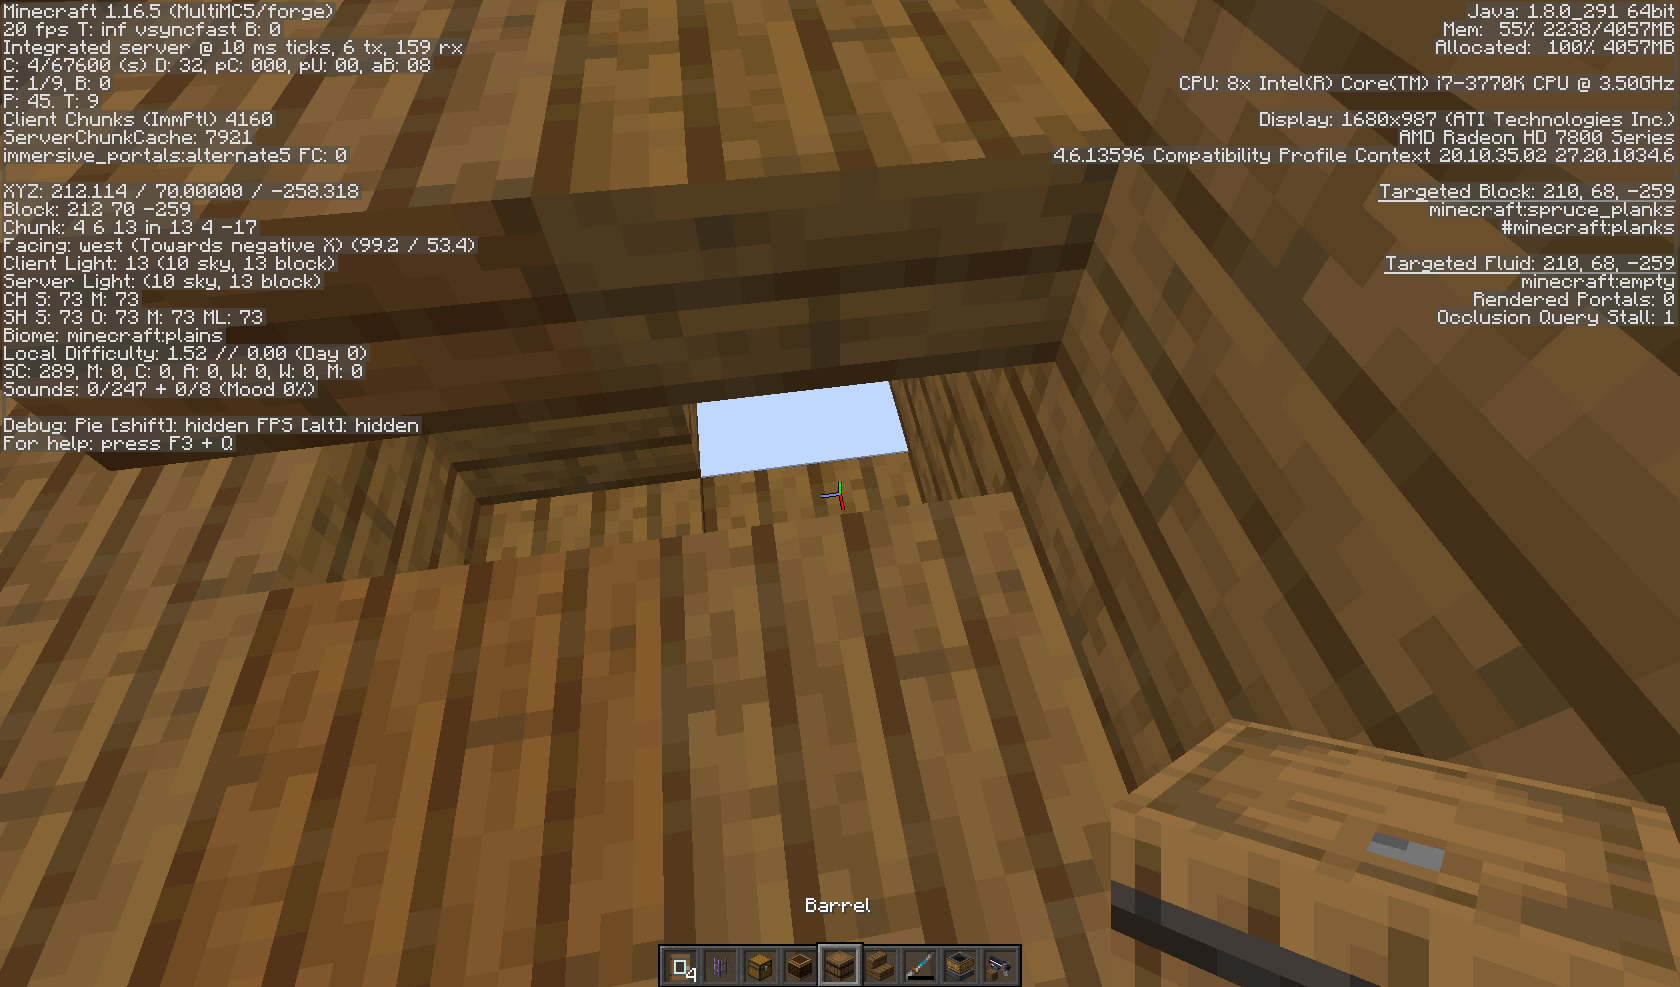 Minecraft 1.16.5 (MultiMC5/forge)
20 fps T: inf vsyncfast B: 0
Integrated server @ 10 ms ticks, 6 tx, 159 rx
C: 4/67600 (s) D: 32, pC: 000, pU: 00, aB: 08
E: 1/9, B: 0
P: 45. T: 9
Client Chunks (ImmPtl) 4160
ServerChunkCache: 7921
immersive_portals:alternate5 FC: 0
XYZ: 212.114 / 70.00000 / -258.318
Block: 212 70 -259
Chunk: 4 6 13 in 13 4 -17
Facing: west (Towards negative X) (99.2 / 53.4)
Client Light: 13 (10 sky, 13 block)
Server Light: (10 sky, 13 block)
CH S: 73 M: 73
SH S: 73 O: 73 M: 73 ML: 73
Biome: minecraft:plains
Local Difficulty: 1.52 // 0.00 (Day 0)
SC: 289, M: 0, C: 0, A: 0, W: 0, W: 0, M: 0
Sounds: 0/247 + 0/8 (Mood 0%)
Debug: Pie [shift]: hidden FPS [alt]: hidden
For help: press F3 + Q
Java: 1.8.0_291 64bit
Mem: 55% 2238/4057MB
Allocated: 100% 4057MB
CPU: 8x Intel(R) Core(TM) i7-3770K CPU @ 3.50GHz
Display: 1680x987 (ATI Technologies Inc.)
AMD Radeon HD 7800 Series
4.6.13596 Compatibility Profile Context 20.10.35.02 27.20.1034.6
Targeted Block: 210, 68, -259
minecraft:spruce_planks
#minecraft:planks
Targeted Fluid: 210, 68, -259
minecraft:empty
Rendered Portals: 0
Occlusion Query Stall: 1
Barrel
4